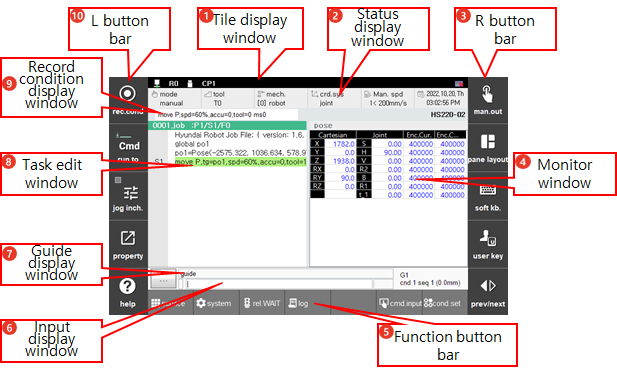 10 L button bar
1 Tile display window
2 Status display window
3 R button bar
9 Record condition display window
8 Task edit window
7 Guide display window
6 Input display window
5 Function button bar
4 Monitor window
R0 CP1
mode manual
tool T0
mech. [0] robot
crd.sys joint
Man. spd 1< 200mm/s
2022,10,20, Th 03:02:56 PM
move P,spd=60%,accu=0,tool=0 ms0
HS220-02
0001 job :P1/S1/F0
Hyundai Robot Job File: { version: 1.6,
global po1
po1=Pose(-2575.322, 1036.634, 578.9
S1 move P,tg=po1,spd=60%,accu=0,tool=1
pose
Cartesian Joint Enc.Cur. Enc.C...
X 1782.0 S 0.00 400000 400000
Y 0.0 H 90.00 400000 400000
Z 1938.0 V 0.00 400000 400000
RX 0.0 R2 0.00 400000 400000
RY 90.0 B 0.00 400000 400000
RZ 0.0 R1 0.00 400000 400000
t_1 0.00 400000 400000
rec.cond
Cmd
run to
jog inch.
property
help
man.out
pane layout
soft kb.
user key
prev/next
...
guide
G1
cnd 1 seq 1 (0.0mm)
system
rel.WAIT
log
cmd input
cond.set